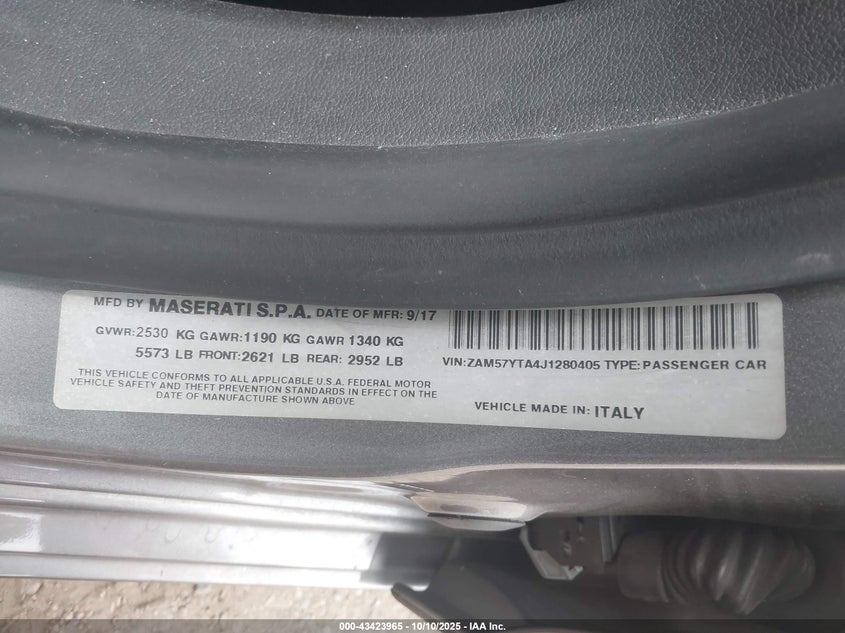 MFD BY MASERATI S.P.A. DATE OF MFR: 9/17
GVWR:2530 KG GAWR:1190 KG GAWR 1340 KG
5573 LB FRONT:2621 LB REAR: 2952 LB
THIS VEHICLE CONFORMS TO ALL APPLICABLE U.S.A. FEDERAL MOTOR
VEHICLE SAFETY AND THEFT PREVENTION STANDARDS IN EFFECT ON THE
DATE OF MANUFACTURE SHOWN ABOVE
VIN:ZAM57YTA4J1280405 TYPE:PASSENGER CAR
VEHICLE MADE IN: ITALY
000-43423965 - 10/10/2025 - IAA Inc.